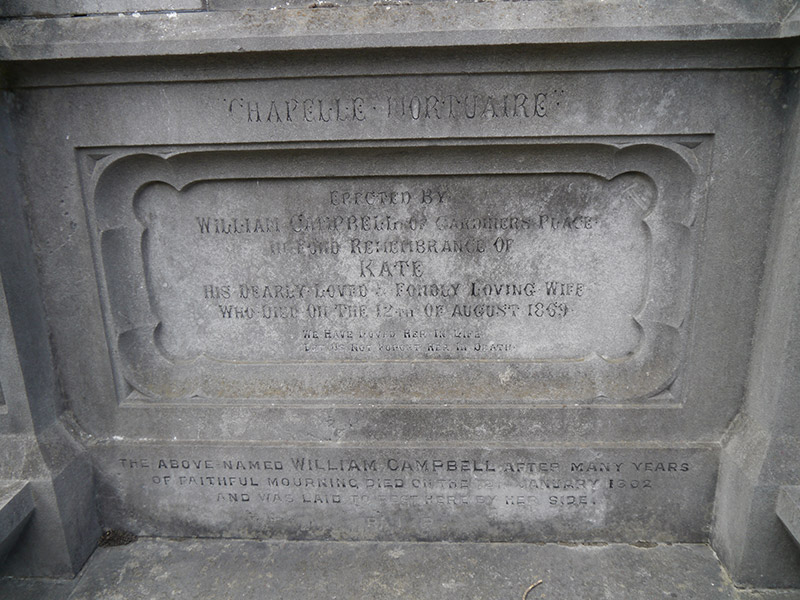 "CHAPELLE MORTUAIRE"
ERECTED BY
WILLIAM CAMPBELL OF GARDINERS PLACE
IN FOND REMEMBRANCE OF
KATE
HIS DEARLY LOVED & FONDLY LOVING WIFE
WHO DIED ON THE 12TH OF AUGUST 1869
WE HAVE LOVED HER IN LIFE
LET US NOT FORGET HER IN DEATH
THE ABOVE NAMED WILLIAM CAMPBELL AFTER MANY YEARS
OF FAITHFUL MOURNING DIED ON THE JANUARY 1902
AND WAS LAID TO REST HERE BY HER SIDE.